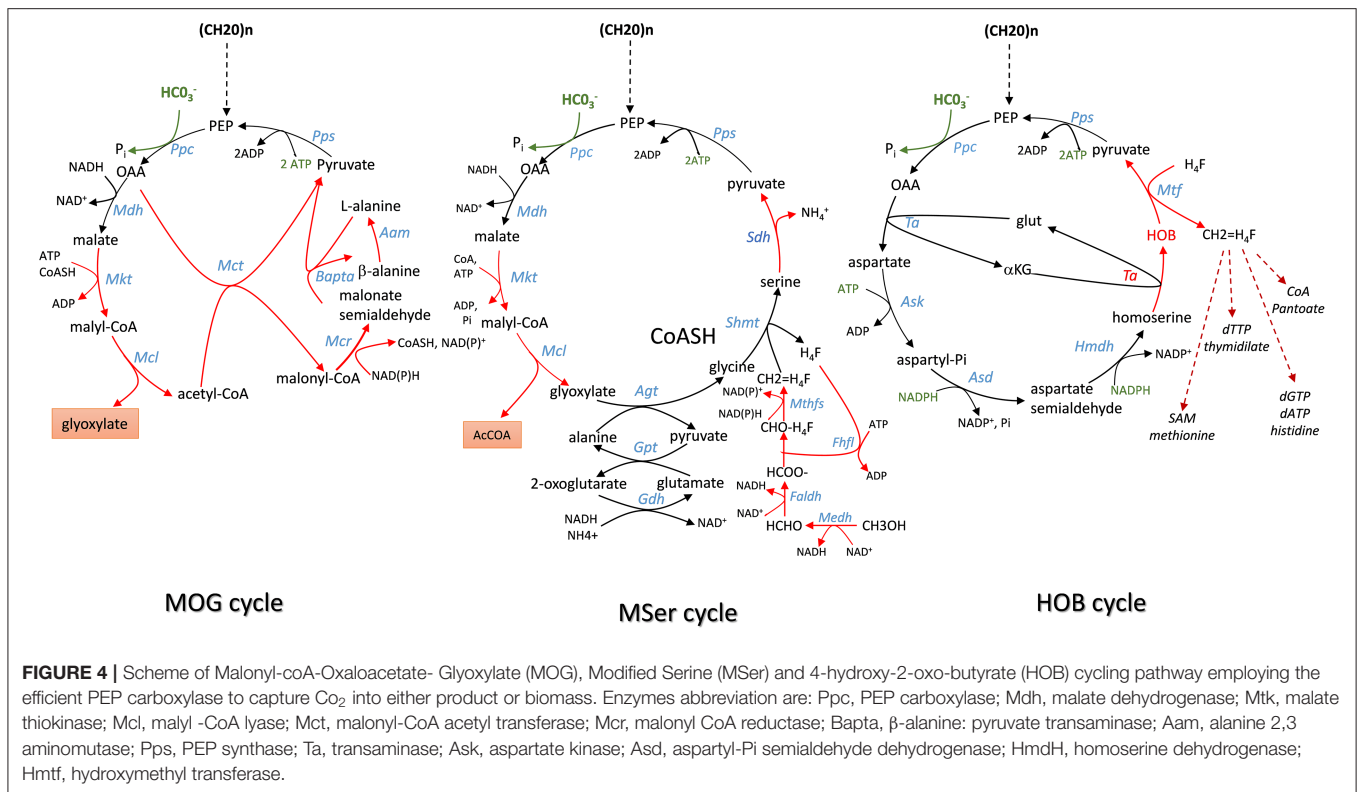 (CH20)n
HC03-
PEP
Pps
Pi
Ppc
2ADP
2 ATP
Pyruvate
NADH
OAA
NAD+
Mdh
L-alanine
malate
Aam
ATP
CoASH
Mct
Bapta
β-alanine
Mkt
ADP
malonate
semialdehyde
malyl-CoA
Mcr
CoASH, NAD(P)+
Mcl
malonyl-CoA
NAD(P)H
acetyl-CoA
glyoxylate
MOG cycle
(CH20)n
HC03-
PEP
Pps
Pi
Ppc
2ADP
2ATP
NADH
OAA
pyruvate
NAD+
Mdh
NH4+
malate
Sdh
CoA,
ATP
Mkt
serine
ADP,
Pi
malyl-CoA
CoASH
Shmt
Mcl
H4F
glycine
CH2=H4F
glyoxylate
Agt
NAD(P)+
Mthfs
NAD(P)H
AcCOA
alanine
pyruvate
CHO-H4F
ATP
Gpt
Fhfl
2-oxoglutarate
glutamate
HCOO-
ADP
Gdh
NADH
Faldh
NADH
NH4+
NAD+
NAD+
HCHO
Medh
CH3OH
NADH
NAD+
MSer cycle
(CH20)n
HC03-
PEP
Pps
Pi
Ppc
2ADP
2ATP
pyruvate
H4F
OAA
Mtf
Ta
glut
HOB
CH2=H4F
aspartate
αKG
Ta
ATP
Ask
CoA
Pantoate
ADP
homoserine
dTTP
thymidilate
Hmdh
NADP+
aspartyl-Pi
Asd
NADPH
aspartate
semialdehyde
NADPH
NADP+, Pi
SAM
methionine
dGTP
dATP
histidine
HOB cycle
FIGURE 4 | Scheme of Malonyl-coA-Oxaloacetate- Glyoxylate (MOG), Modified Serine (MSer) and 4-hydroxy-2-oxo-butyrate (HOB) cycling pathway employing the
efficient PEP carboxylase to capture Co2 into either product or biomass. Enzymes abbreviation are: Ppc, PEP carboxylase; Mdh, malate dehydrogenase; Mtk, malate
thiokinase; Mcl, malyl -CoA lyase; Mct, malonyl-CoA acetyl transferase; Mcr, malonyl CoA reductase; Bapta, β-alanine: pyruvate transaminase; Aam, alanine 2,3
aminomutase; Pps, PEP synthase; Ta, transaminase; Ask, aspartate kinase; Asd, aspartyl-Pi semialdehyde dehydrogenase; HmdH, homoserine dehydrogenase;
Hmtf, hydroxymethyl transferase.